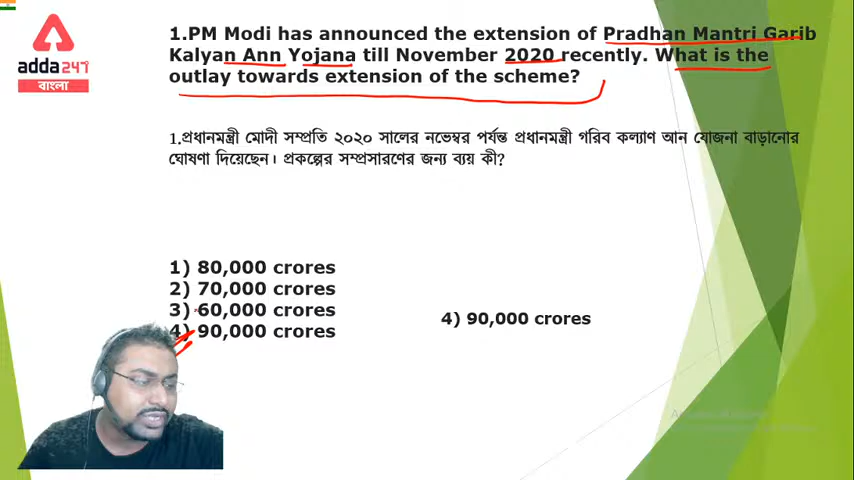 1.PM Modi has announced the extension of Pradhan Mantri Garib
Kalyan Ann Yojana till November 2020 recently. What is the
outlay towards extension of the scheme?
adda247
বাংলা
1.প্রধানমন্ত্রী মোদী সম্প্রতি ২০২০ সালের নভেম্বর পর্যন্ত প্রধানমন্ত্রী গরিব কল্যাণ আন যোজনা বাড়ানোর
ঘোষণা দিয়েছেন। প্রকল্পের সম্প্রসারণের জন্য ব্যয় কী?
1) 80,000 crores
2) 70,000 crores
3) 60,000 crores
4) 90,000 crores
4) 90,000 crores